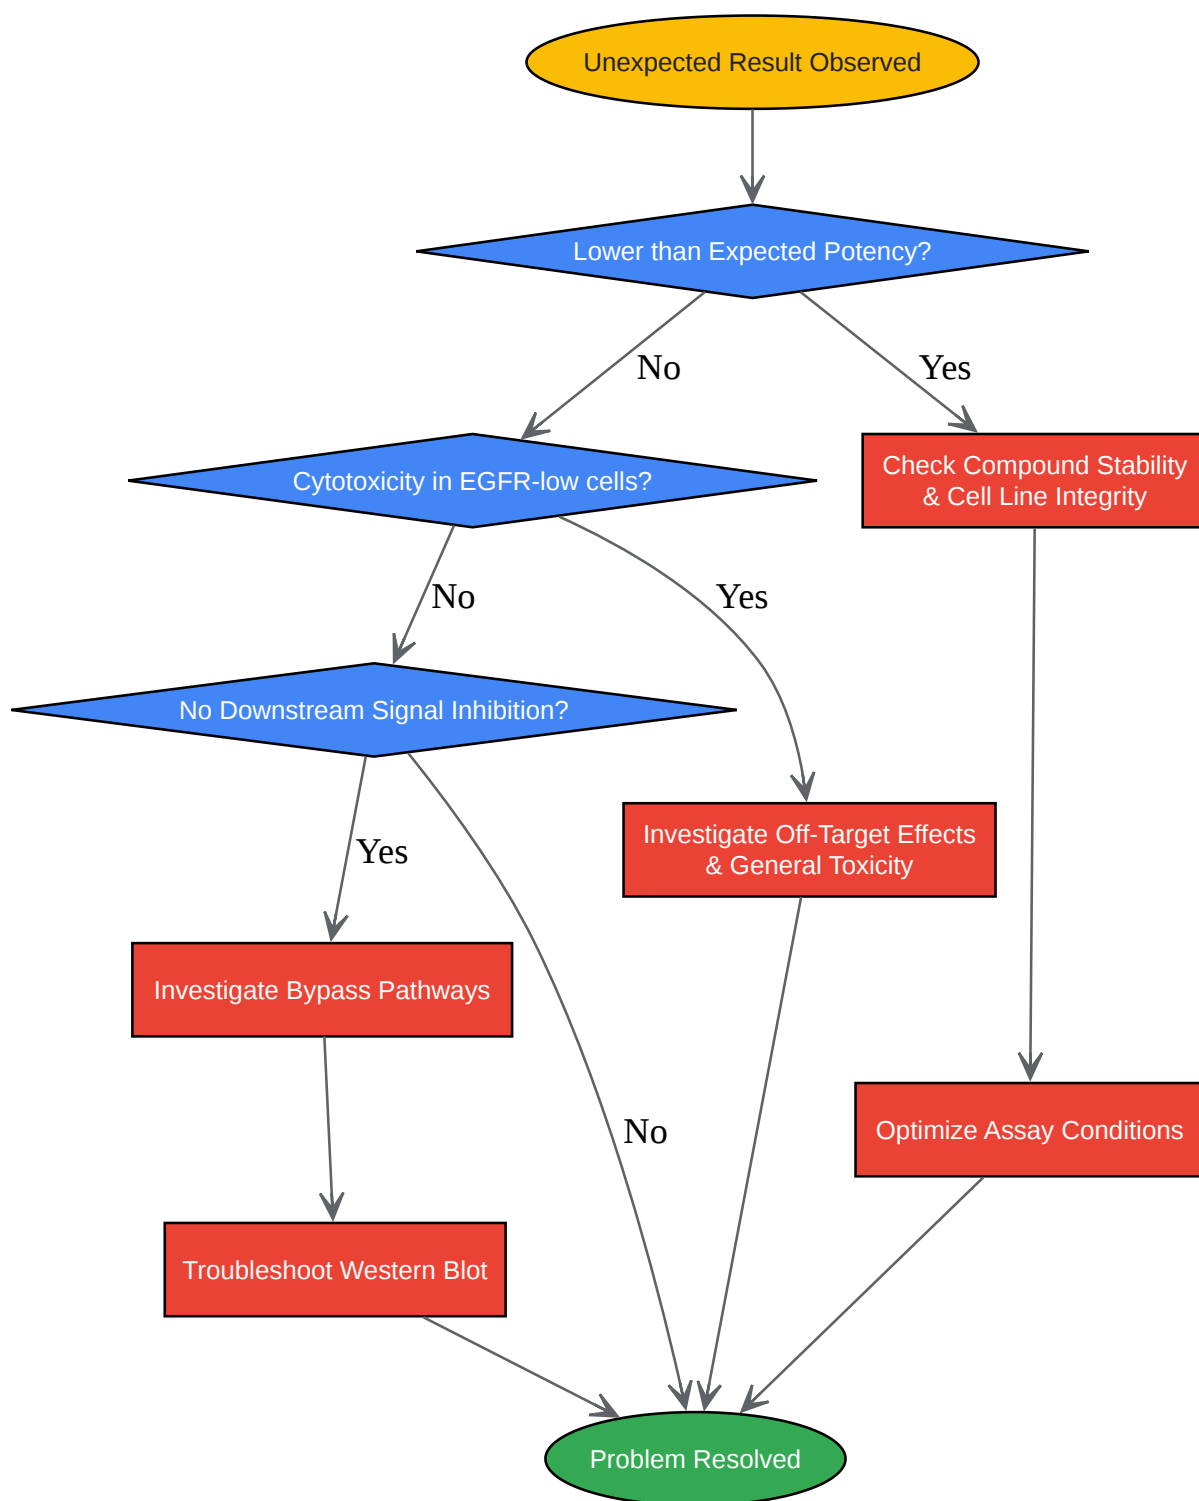 Unexpected Result Observed
Lower than Expected Potency?
No
Yes
Cytotoxicity in EGFR-low cells?
Check Compound Stability
& Cell Line Integrity
No
Yes
No Downstream Signal Inhibition?
Investigate Off-Target Effects
& General Toxicity
Yes
Investigate Bypass Pathways
No
Optimize Assay Conditions
Troubleshoot Western Blot
Problem Resolved